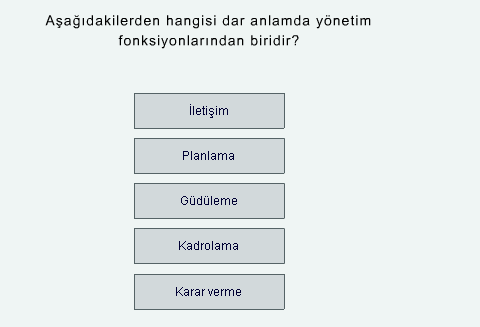 Aşağıdakilerden hangisi dar anlamda yönetim
fonksiyonlarından biridir?
İletişim
Planlama
Güdüleme
Kadrolama
Karar verme